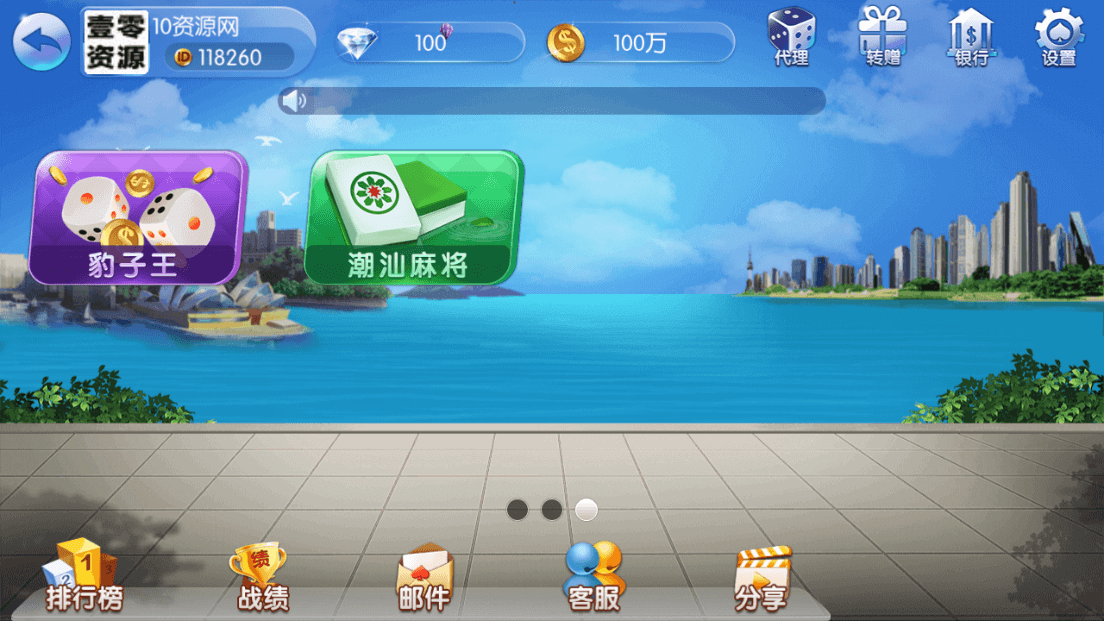 壹零
资源
10资源网
ID 118260
100
100万
代理
转赠
银行
设置
豹子王
潮汕麻将
1
2
3
排行榜
绩
战绩
邮件
客服
分享